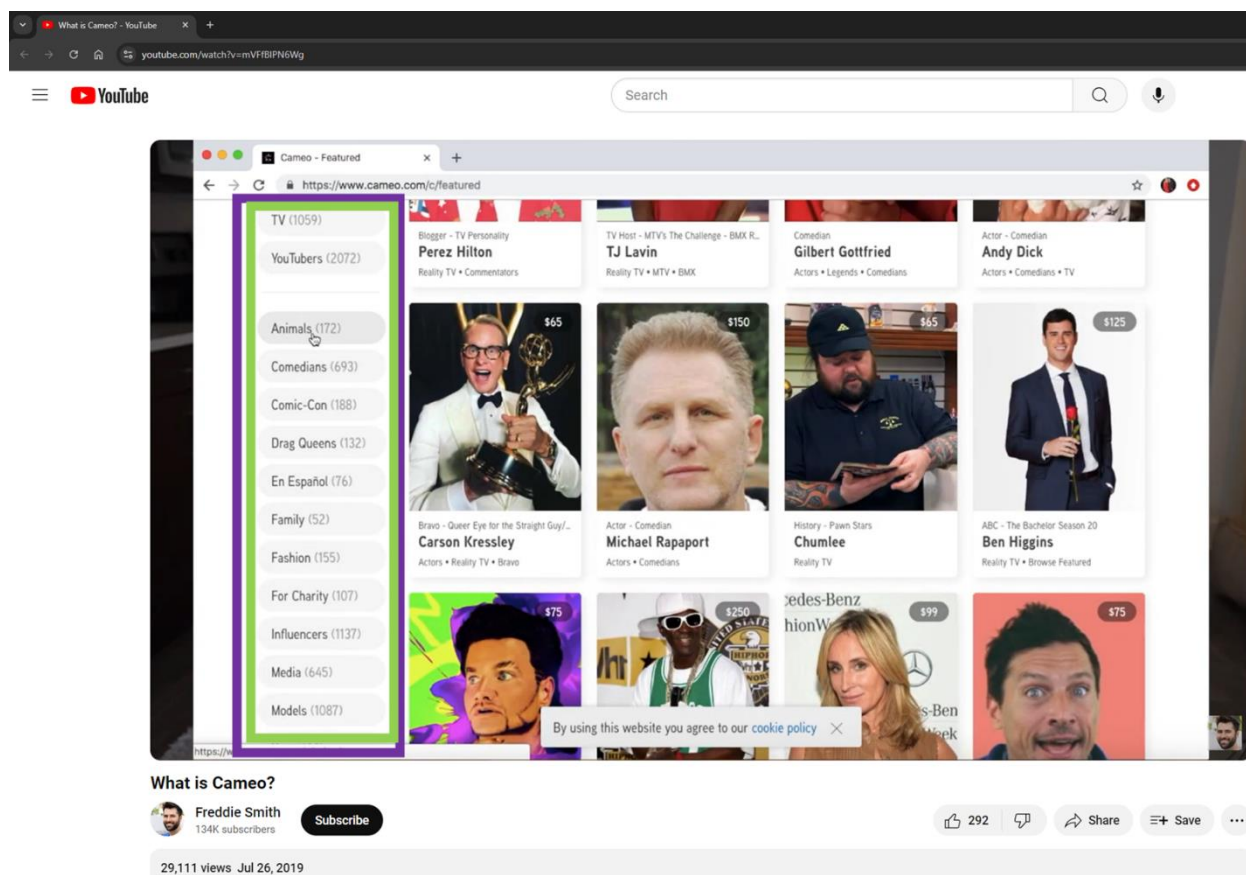 What is Cameo? - YouTube
youtube.com/watch?v=mVFfBIPN6Wg
YouTube
Search
Cameo - Featured
https://www.cameo.com/c/featured
TV (1059)
YouTubers (2072)
Animals (172)
Comedians (693)
Comic-Con (188)
Drag Queens (132)
En Español (76)
Family (52)
Fashion (155)
For Charity (107)
Influencers (1137)
Media (645)
Models (1087)
https://w
Blogger - TV Personality
Perez Hilton
Reality TV • Commentators
TV Host - MTV's The Challenge - BMX R...
TJ Lavin
Reality TV • MTV • BMX
Comedian
Gilbert Gottfried
Actors • Legends • Comedians
Actor - Comedian
Andy Dick
Actors • Comedians • TV
$65
Bravo - Queer Eye for the Straight Guy/...
Carson Kressley
Actors • Reality TV • Bravo
$150
Actor - Comedian
Michael Rapaport
Actors • Comedians
$65
History - Pawn Stars
Chumlee
Reality TV
$125
ABC - The Bachelor Season 20
Ben Higgins
Reality TV • Browse Featured
$75
$250
$99
$75
By using this website you agree to our cookie policy
What is Cameo?
Freddie Smith
134K subscribers
Subscribe
292
Share
Save
29,111 views Jul 26, 2019